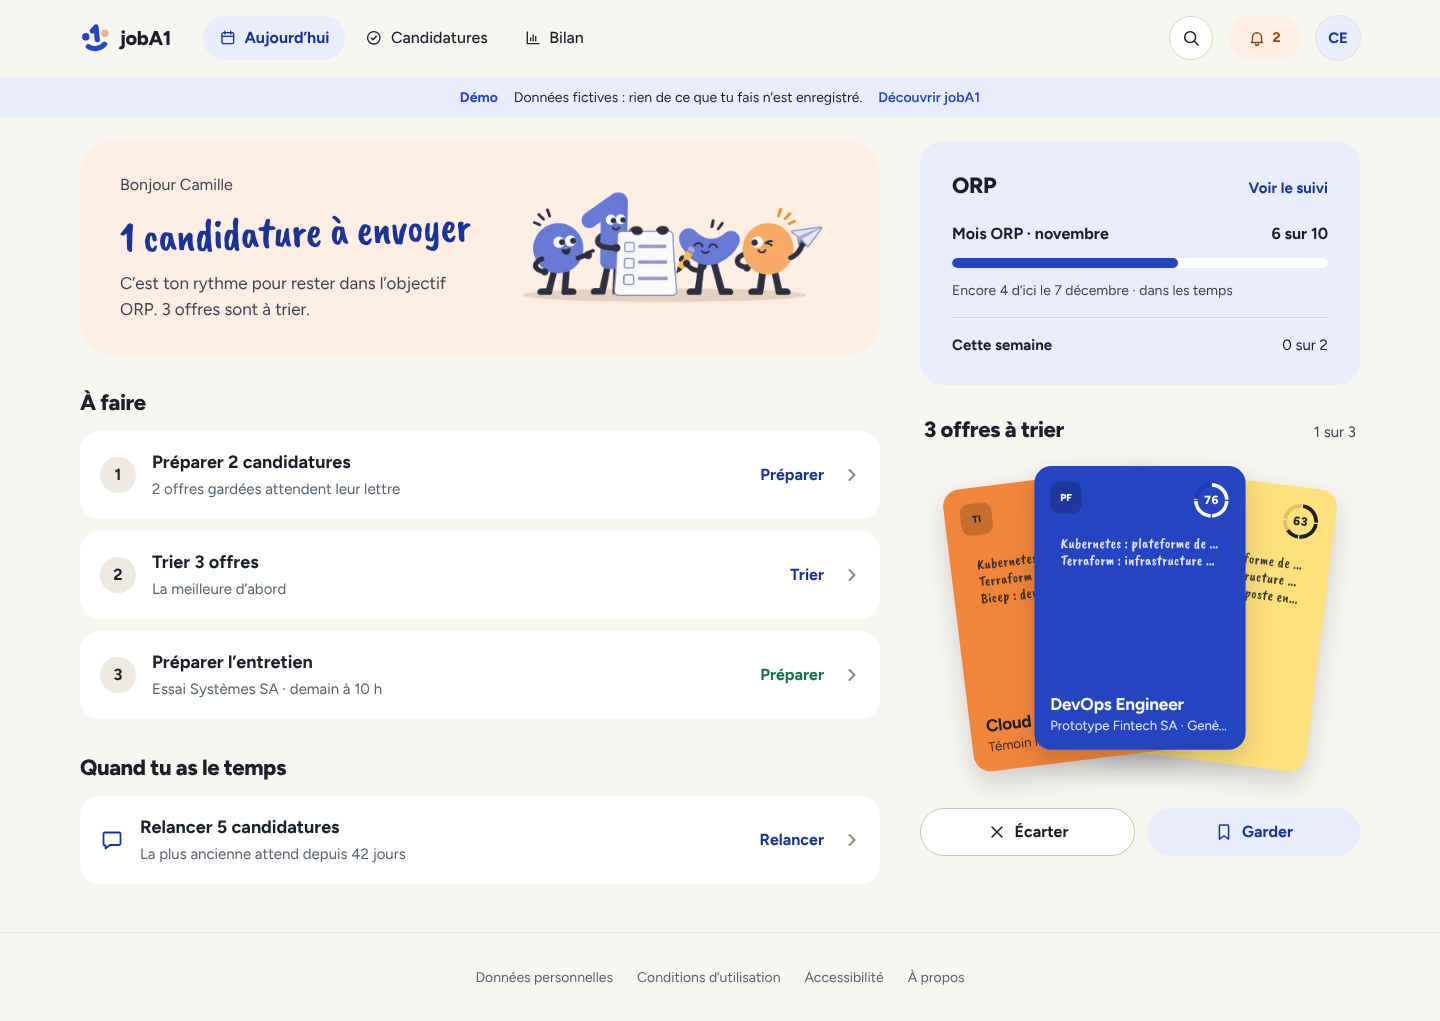 jobA1
Aujourd’hui
Candidatures
Bilan
2
CE
Démo Données fictives : rien de ce que tu fais n’est enregistré. Découvrir jobA1
Bonjour Camille
1 candidature à envoyer
C’est ton rythme pour rester dans l’objectif
ORP. 3 offres sont à trier.
À faire
1
Préparer 2 candidatures
2 offres gardées attendent leur lettre
Préparer
2
Trier 3 offres
La meilleure d’abord
Trier
3
Préparer l’entretien
Essai Systèmes SA · demain à 10 h
Préparer
Quand tu as le temps
Relancer 5 candidatures
La plus ancienne attend depuis 42 jours
Relancer
ORP
Voir le suivi
Mois ORP · novembre
6 sur 10
Encore 4 d’ici le 7 décembre · dans les temps
Cette semaine
0 sur 2
3 offres à trier
1 sur 3
TI
Kubernetes
Terraform
Bicep :
Cloud
Témoin
PF
76
Kubernetes : plateforme de ...
Terraform : infrastructure ...
DevOps Engineer
Prototype Fintech SA · Genè...
63
forme de ...
ructure ...
poste en...
Écarter
Garder
Données personnelles
Conditions d’utilisation
Accessibilité
À propos